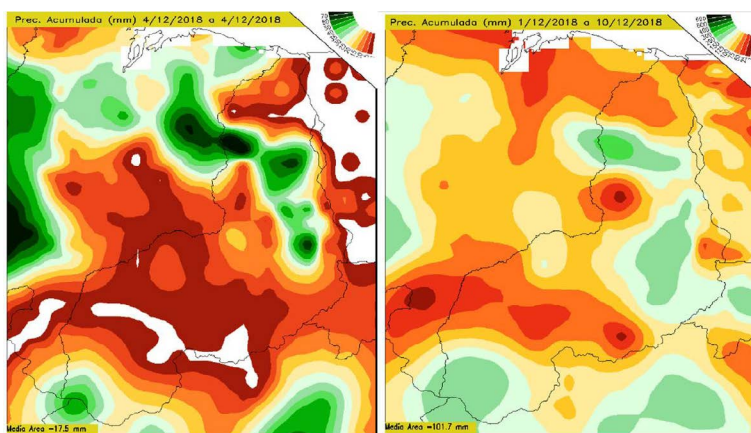 Prec. Acumulada (mm) 4/12/2018 a 4/12/2018
Media Area =17.5 mm
Prec. Acumulada (mm) 1/12/2018 a 10/12/2018
Media Area =101.7 mm